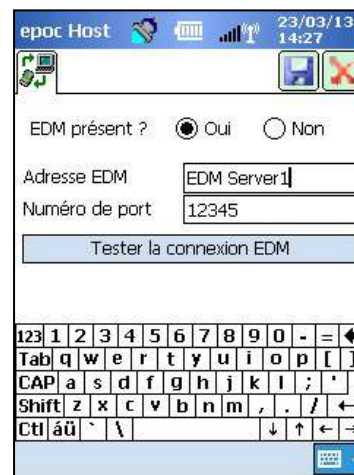 epoc Host 23/03/13
14:27
EDM présent ? Oui Non
Adresse EDM EDM Server1
Numéro de port 12345
Tester la connexion EDM
123 1 2 3 4 5 6 7 8 9 0 - =
Tab q w e r t y u i o p [ ]
CAP a s d f g h j k l ; '
Shift z x c v b n m , . / ←
Ctl áü ` \ ↓ ↑ ← →